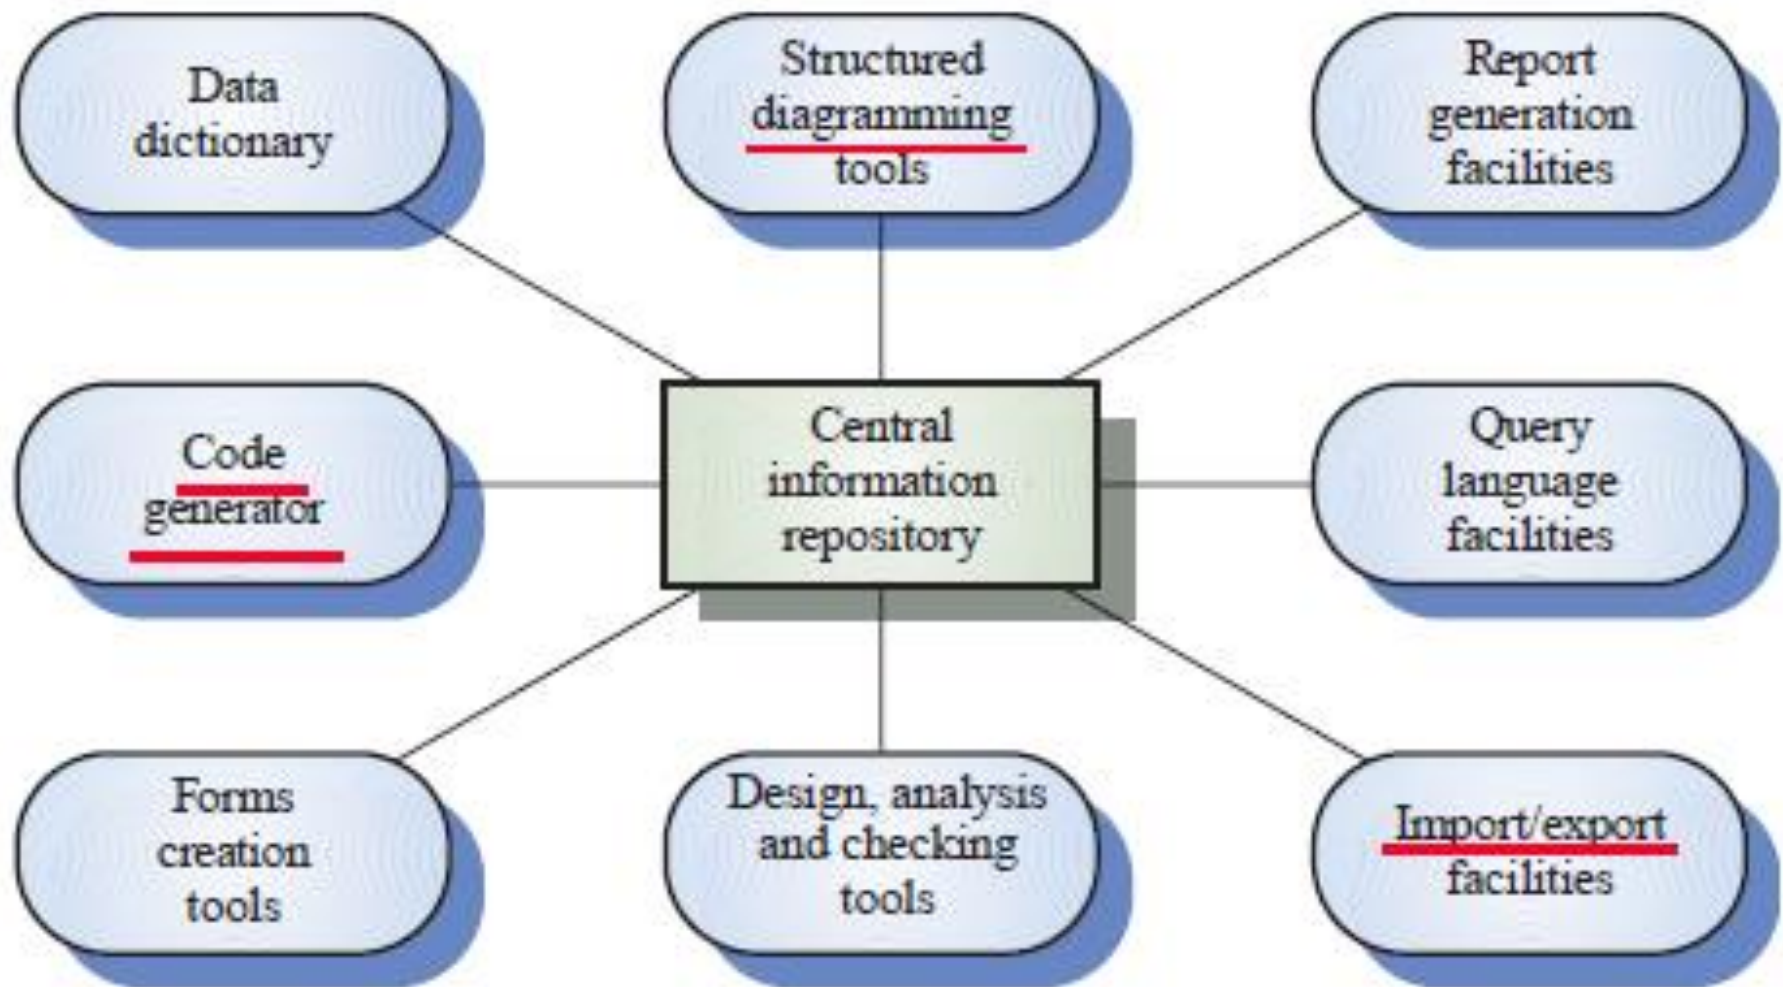 Data
dictionary
Structured
diagramming
tools
Report
generation
facilities
Code
generator
Central
information
repository
Query
language
facilities
Forms
creation
tools
Design, analysis
and checking
tools
Import/export
facilities